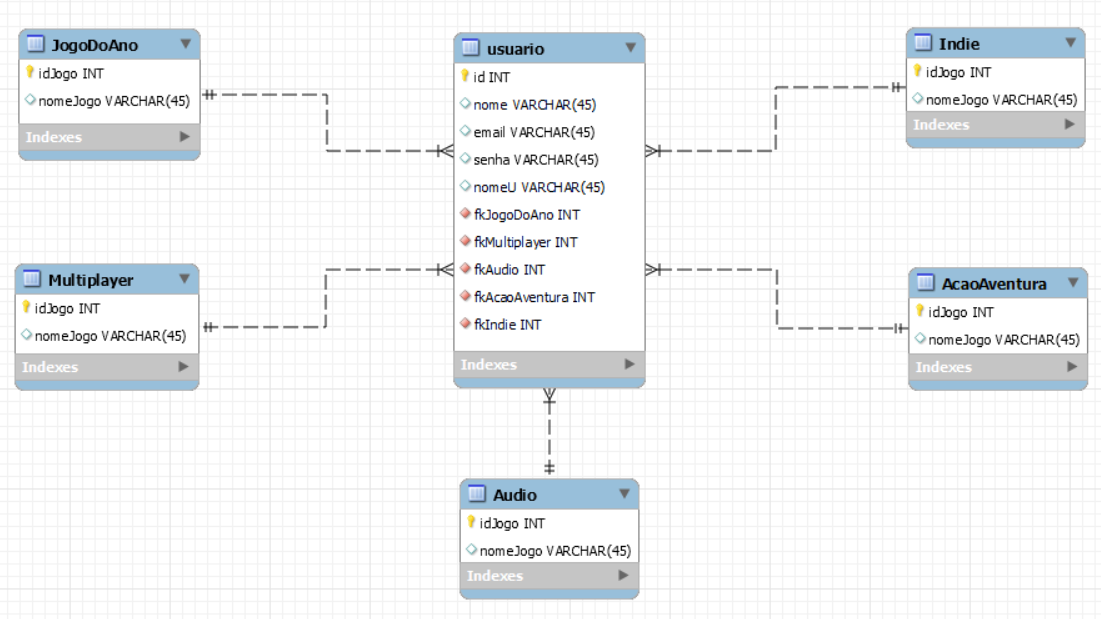 JogoDoAno
idJogo INT
nomeJogo VARCHAR(45)
Indexes
usuario
id INT
nome VARCHAR(45)
email VARCHAR(45)
senha VARCHAR(45)
nomeU VARCHAR(45)
fkJogoDoAno INT
fkMultiplayer INT
fkAudio INT
fkAcaoAventura INT
fkIndie INT
Indexes
Indie
idJogo INT
nomeJogo VARCHAR(45)
Indexes
Multiplayer
idJogo INT
nomeJogo VARCHAR(45)
Indexes
AcaoAventura
idJogo INT
nomeJogo VARCHAR(45)
Indexes
Audio
idJogo INT
nomeJogo VARCHAR(45)
Indexes